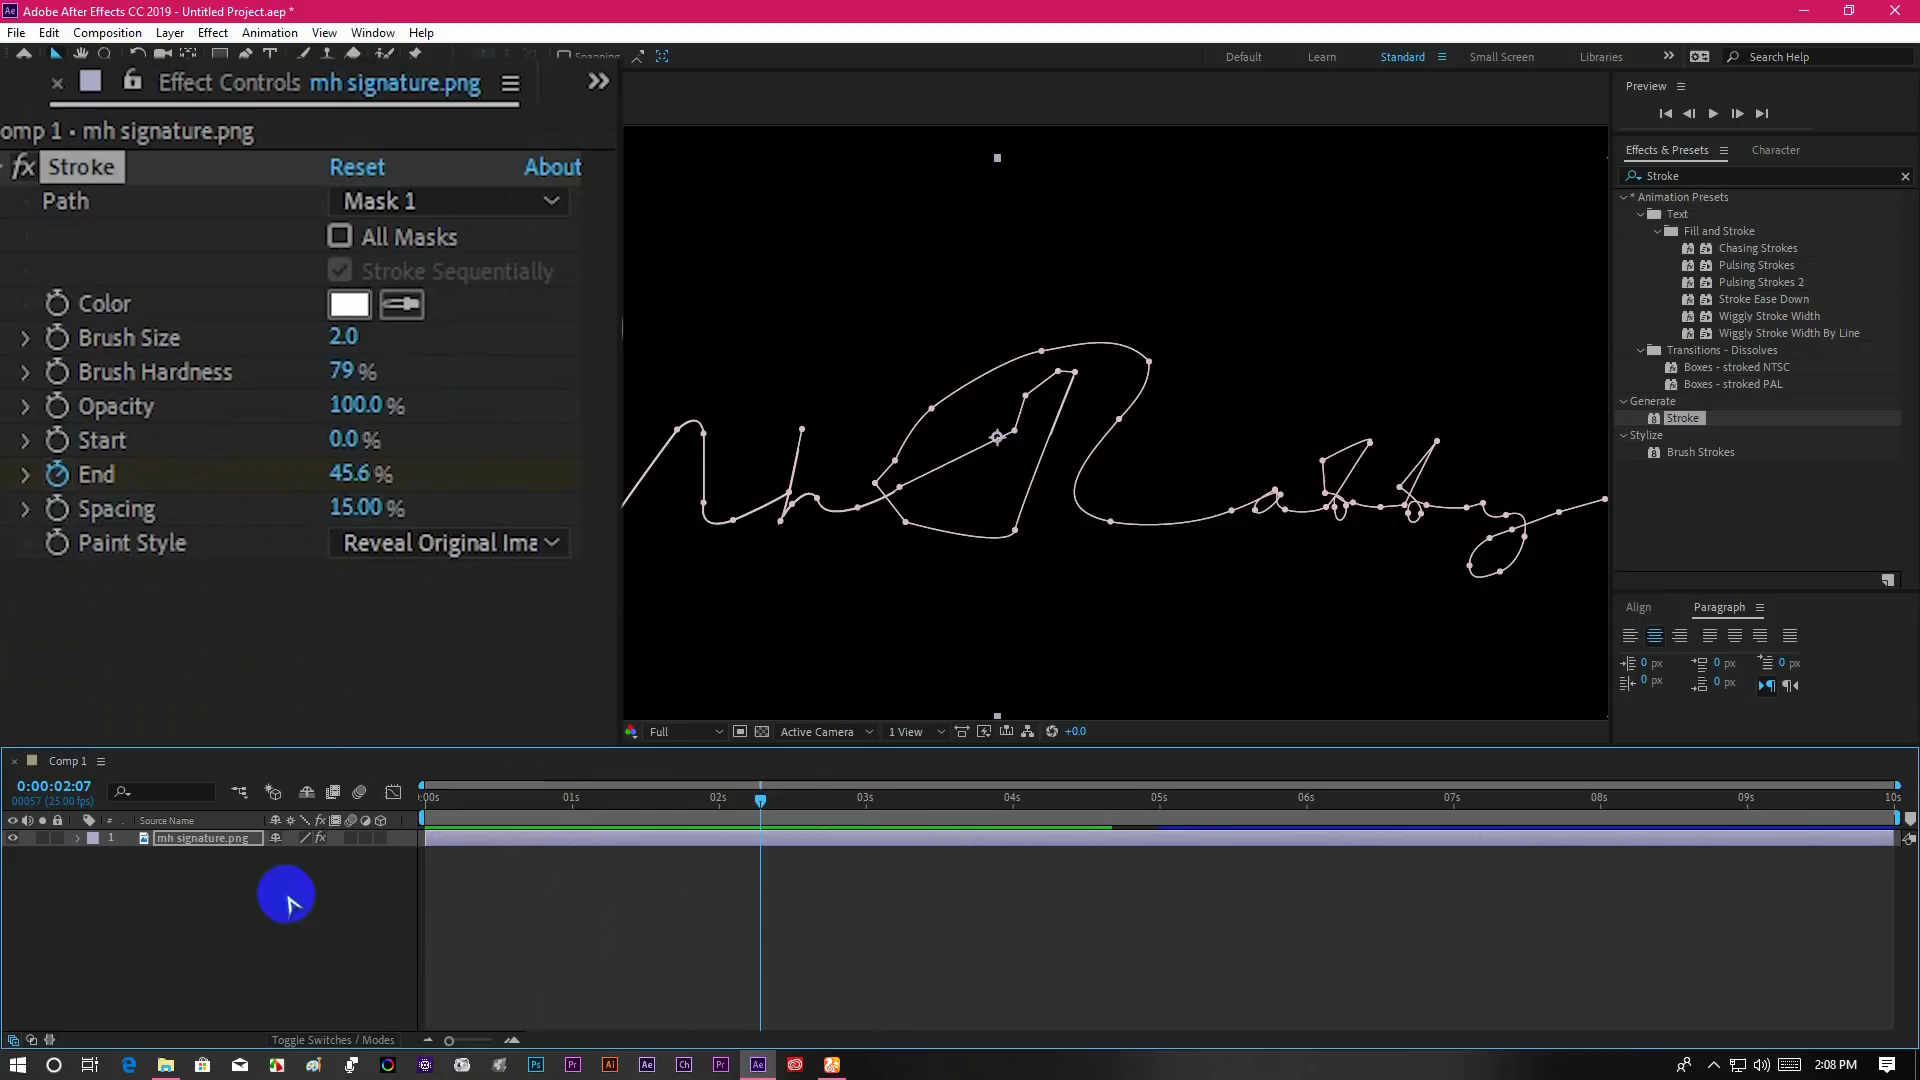 Adobe After Effects CC 2019 - Untitled Project.aep *
File Edit Composition Layer Effect Animation View Window Help
Snapping
Default Learn Standard Small Screen Libraries Search Help
Effect Controls mh signature.png
omp 1 • mh signature.png
fx Stroke Reset About
Path Mask 1
All Masks
Stroke Sequentially
Color
Brush Size 2.0
Brush Hardness 79 %
Opacity 100.0 %
Start 0.0 %
End 45.6 %
Spacing 15.00 %
Paint Style Reveal Original Ima
Full Active Camera 1 View +0.0
Preview
Effects & Presets Character
Stroke
* Animation Presets
Text
Fill and Stroke
Chasing Strokes
Pulsing Strokes
Pulsing Strokes 2
Stroke Ease Down
Wiggly Stroke Width
Wiggly Stroke Width By Line
Transitions - Dissolves
Boxes - stroked NTSC
Boxes - stroked PAL
Generate
Stroke
Stylize
Brush Strokes
Align Paragraph
0 px 0 px 0 px
0 px 0 px
Comp 1
0:00:02:07
00057 (25.00 fps)
:00s 01s 02s 03s 04s 05s 06s 07s 08s 09s 10s
# Source Name
1 mh signature.png
Toggle Switches / Modes
2:08 PM